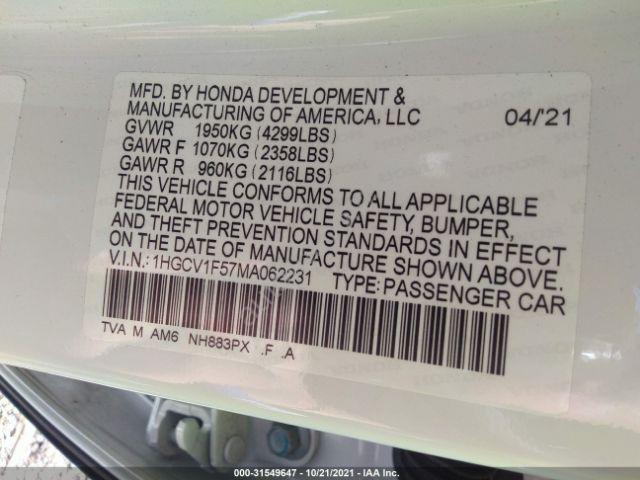 MFD. BY HONDA DEVELOPMENT &
MANUFACTURING OF AMERICA, LLC 04/'21
GVWR 1950KG (4299LBS)
GAWR F 1070KG (2358LBS)
GAWR R 960KG (2116LBS)
THIS VEHICLE CONFORMS TO ALL APPLICABLE
FEDERAL MOTOR VEHICLE SAFETY, BUMPER,
AND THEFT PREVENTION STANDARDS IN EFFECT
ON THE DATE OF MANUFACTURE SHOWN ABOVE.
V.I.N.: 1HGCV1F57MA062231 TYPE: PASSENGER CAR
TVA M AM6 NH883PX .F .A
000-31549647 - 10/21/2021 - IAA Inc.